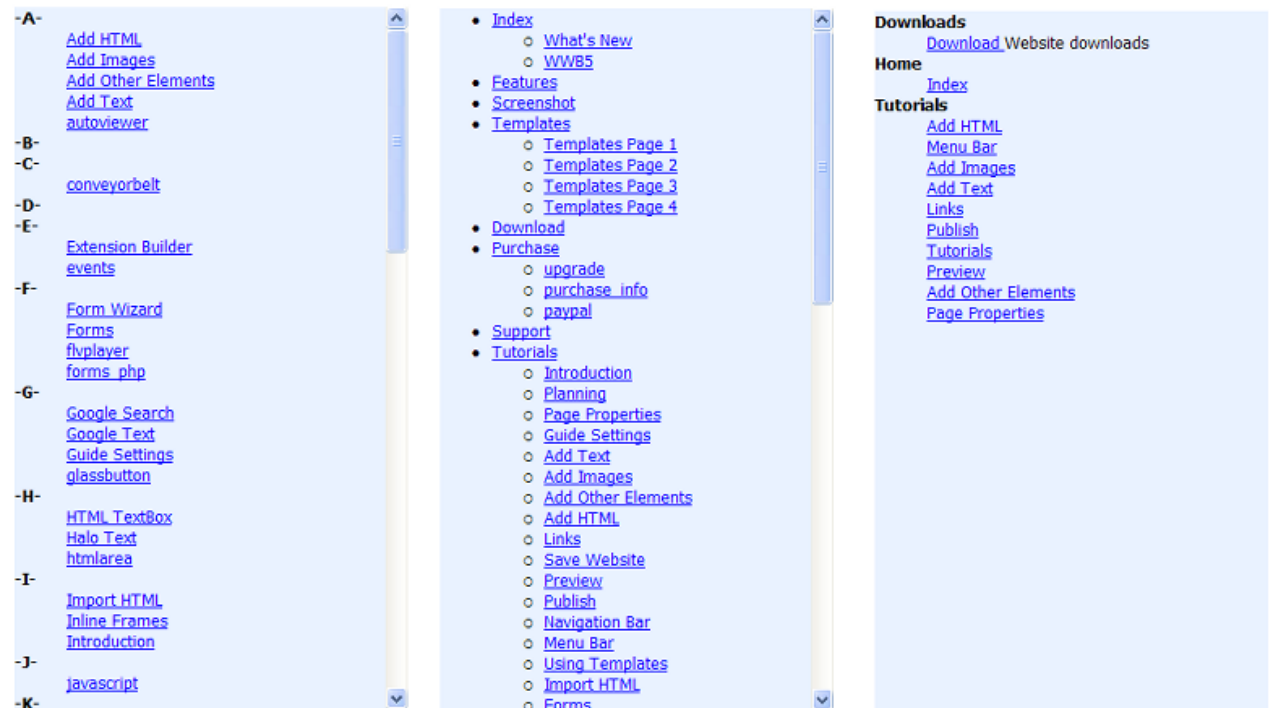 -A-
Add HTML
Add Images
Add Other Elements
Add Text
autoviewer
-B-
-C-
conveyorbelt
-D-
-E-
Extension Builder
events
-F-
Form Wizard
Forms
flvplayer
forms_php
-G-
Google Search
Google Text
Guide Settings
glassbutton
-H-
HTML TextBox
Halo Text
htmlarea
-I-
Import HTML
Inline Frames
Introduction
-J-
javascript
-K-
Index
What's New
WWB5
Features
Screenshot
Templates
Templates Page 1
Templates Page 2
Templates Page 3
Templates Page 4
Download
Purchase
upgrade
purchase_info
paypal
Support
Tutorials
Introduction
Planning
Page Properties
Guide Settings
Add Text
Add Images
Add Other Elements
Add HTML
Links
Save Website
Preview
Publish
Navigation Bar
Menu Bar
Using Templates
Import HTML
Forms
Downloads
Download Website downloads
Home
Index
Tutorials
Add HTML
Menu Bar
Add Images
Add Text
Links
Publish
Tutorials
Preview
Add Other Elements
Page Properties